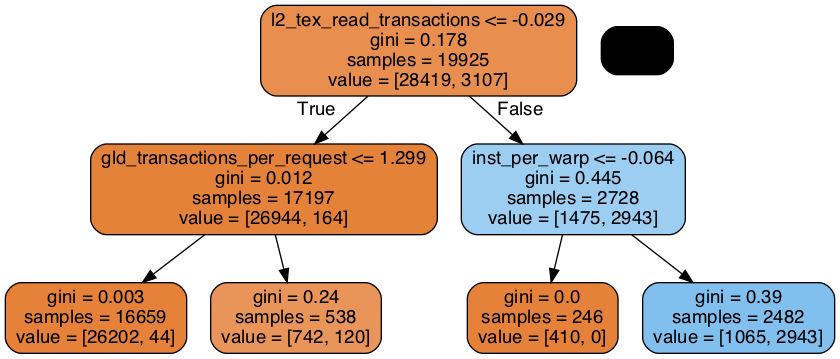 l2_tex_read_transactions <= -0.029
gini = 0.178
samples = 19925
value = [28419, 3107]
True
False
gld_transactions_per_request <= 1.299
gini = 0.012
samples = 17197
value = [26944, 164]
inst_per_warp <= -0.064
gini = 0.445
samples = 2728
value = [1475, 2943]
gini = 0.003
samples = 16659
value = [26202, 44]
gini = 0.24
samples = 538
value = [742, 120]
gini = 0.0
samples = 246
value = [410, 0]
gini = 0.39
samples = 2482
value = [1065, 2943]